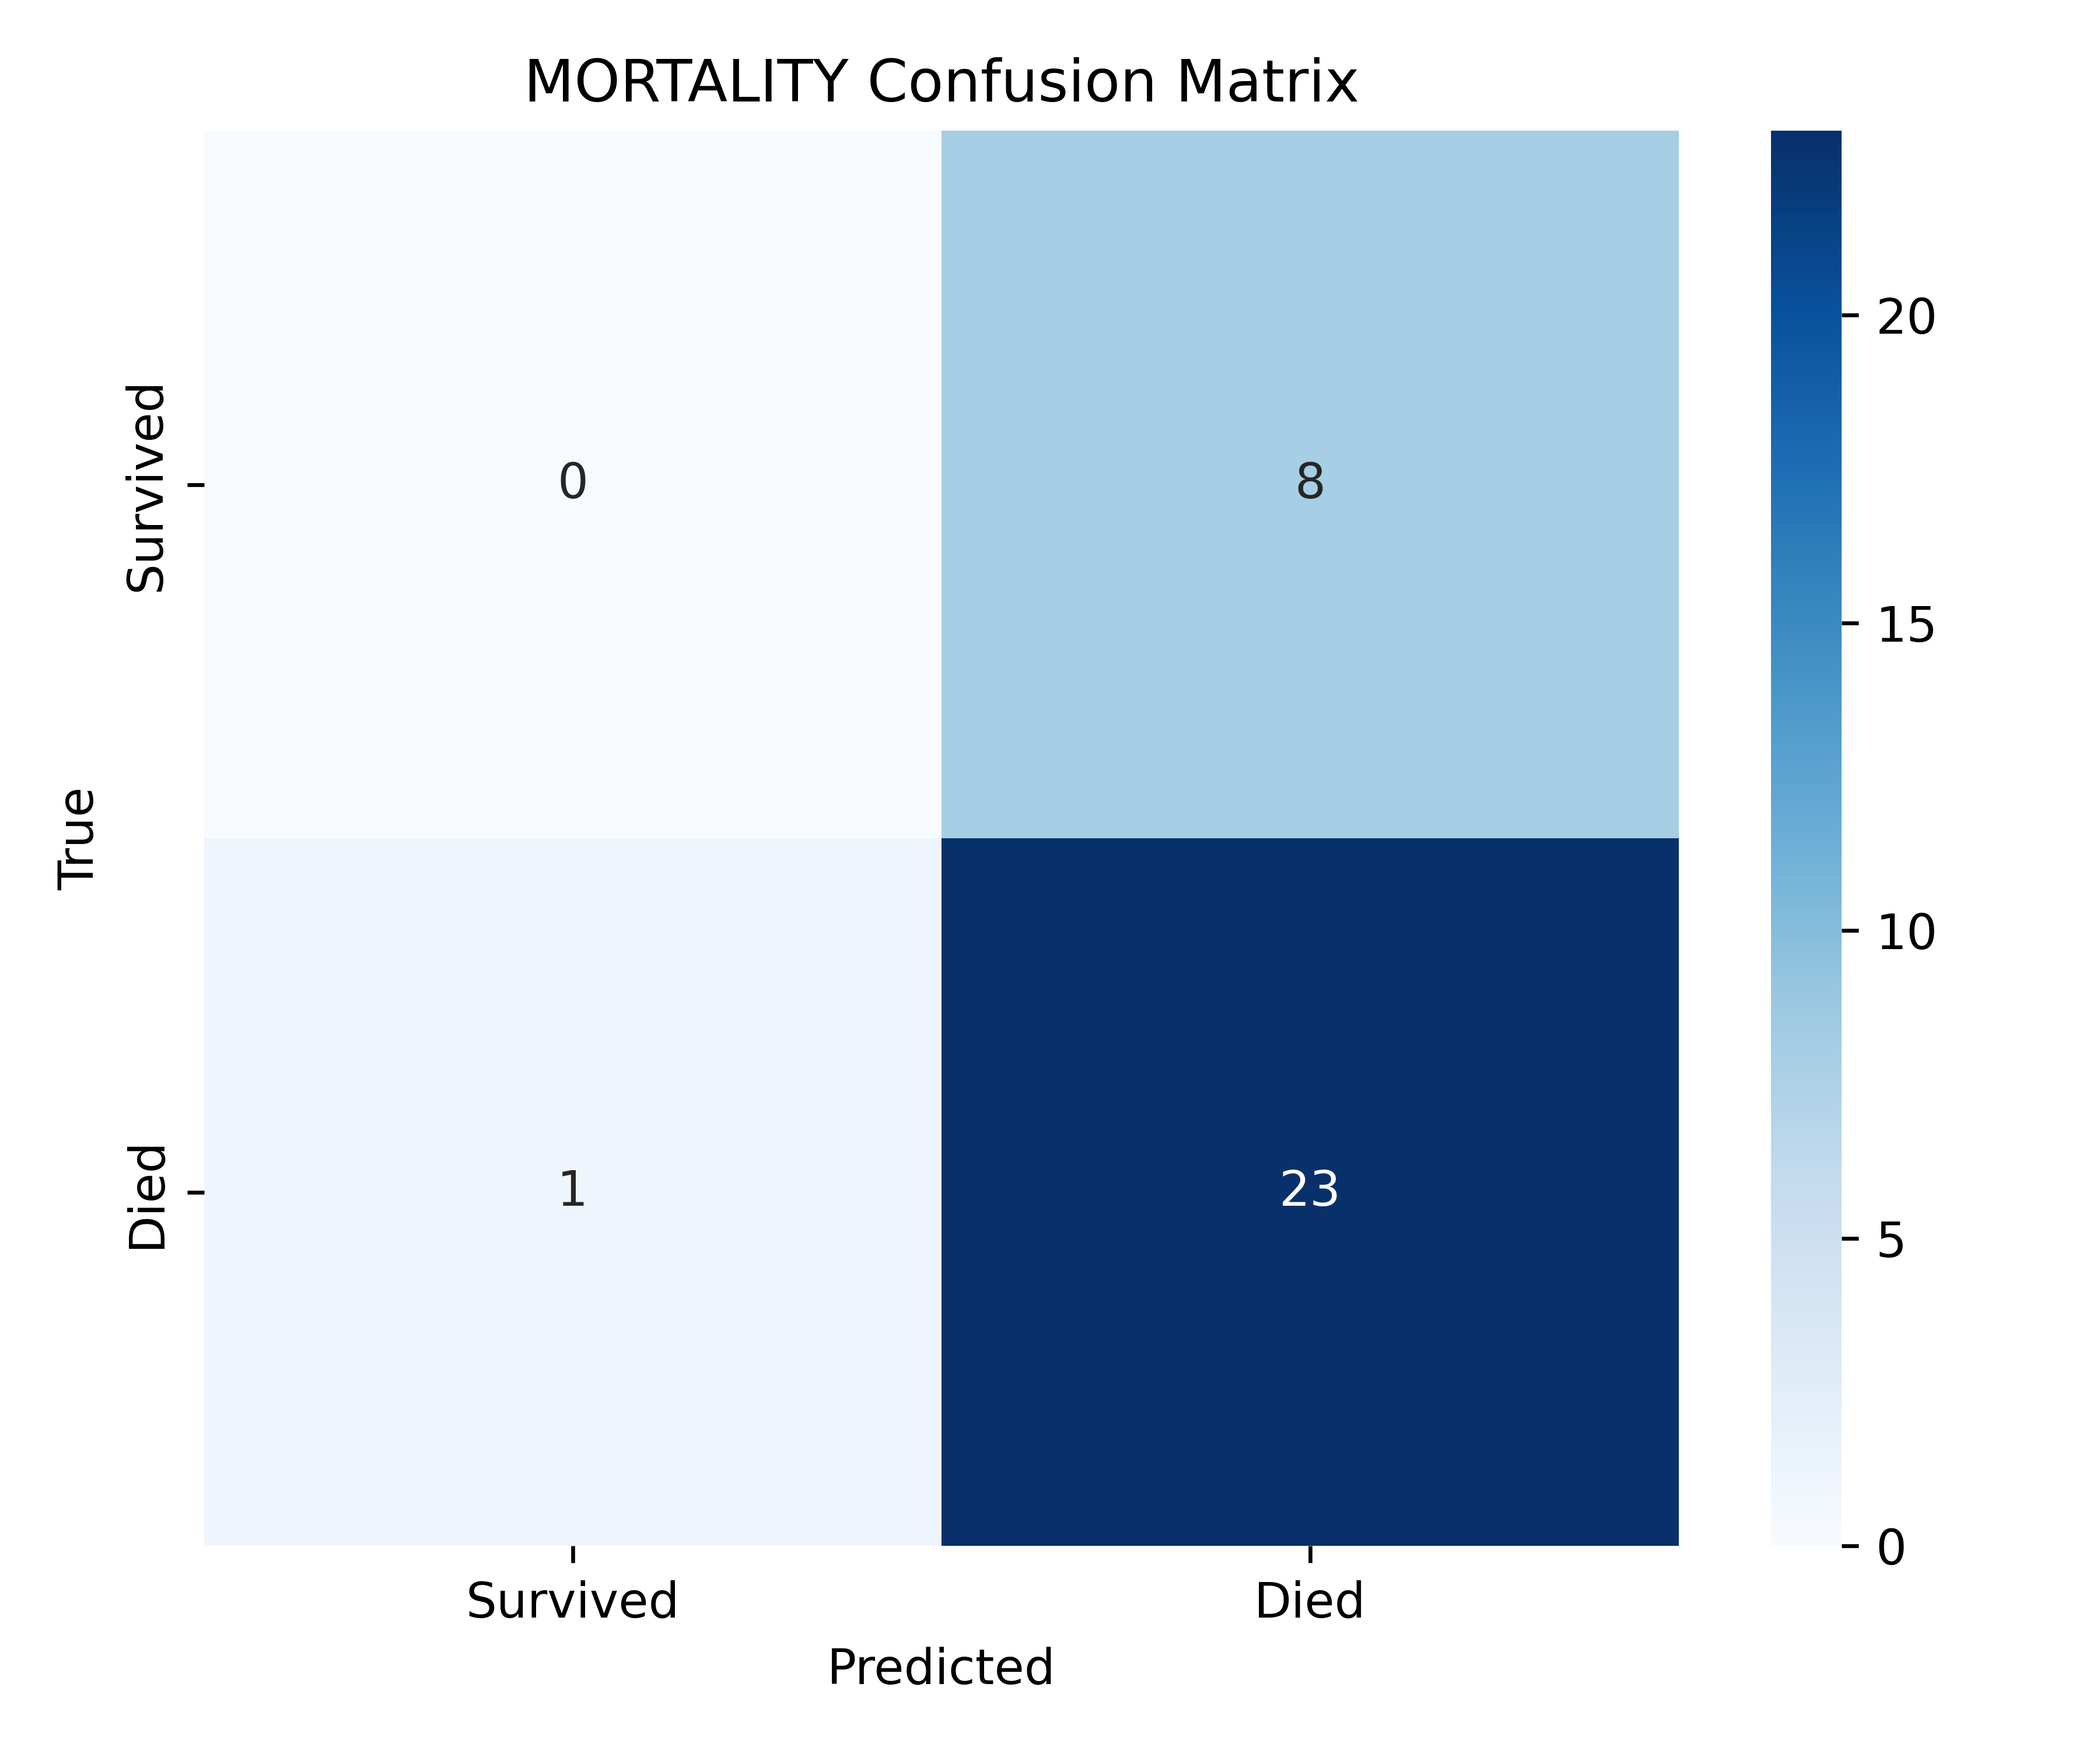 MORTALITY Confusion Matrix
True
Survived
Died
0
8
1
23
Survived
Died
Predicted
20
15
10
5
0